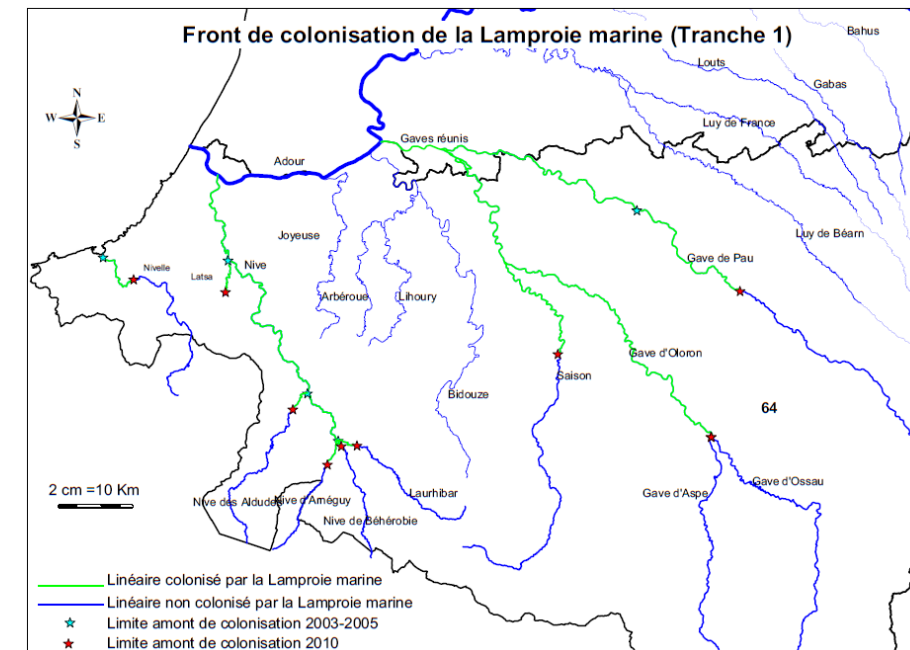 Front de colonisation de la Lamproie marine (Tranche 1)
Bahus
Louts
Gabas
N
W E
S
Luy de France
Gaves réunis
Adour
Joyeuse
Luy de Béarn
Nivelle
Latsa
Nive
Gave de Pau
Arbéroue
Lihoury
Gave d'Oloron
Saison
Bidouze
64
2 cm =10 Km
Nive des Aldudes
Nive d'Améguy
Laurhibar
Gave d'Aspe
Gave d'Ossau
Nive de Béhérobie
Linéaire colonisé par la Lamproie marine
Linéaire non colonisé par la Lamproie marine
Limite amont de colonisation 2003-2005
Limite amont de colonisation 2010